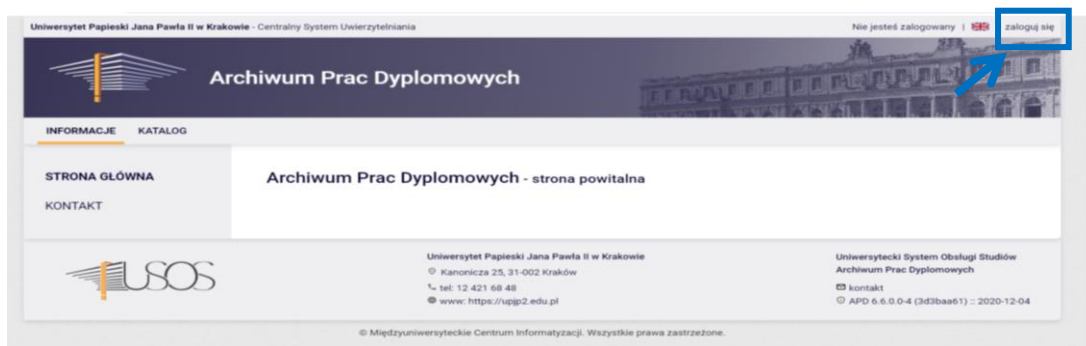 Uniwersytet Papieski Jana Pawła II w Krakowie - Centralny System Uwierzytelniania
Nie jesteś zalogowany | zaloguj się
Archiwum Prac Dyplomowych
INFORMACJE KATALOG
STRONA GŁÓWNA
KONTAKT
Archiwum Prac Dyplomowych - strona powitalna
USOS
Uniwersytet Papieski Jana Pawła II w Krakowie
Kanonicza 25, 31-002 Kraków
tel: 12 421 68 48
www: https://upjp2.edu.pl
Uniwersytecki System Obsługi Studiów
Archiwum Prac Dyplomowych
kontakt
APD 6.6.0.0-4 (3d3baa61) :: 2020-12-04
© Międzyuniwersyteckie Centrum Informatyzacji. Wszystkie prawa zastrzeżone.